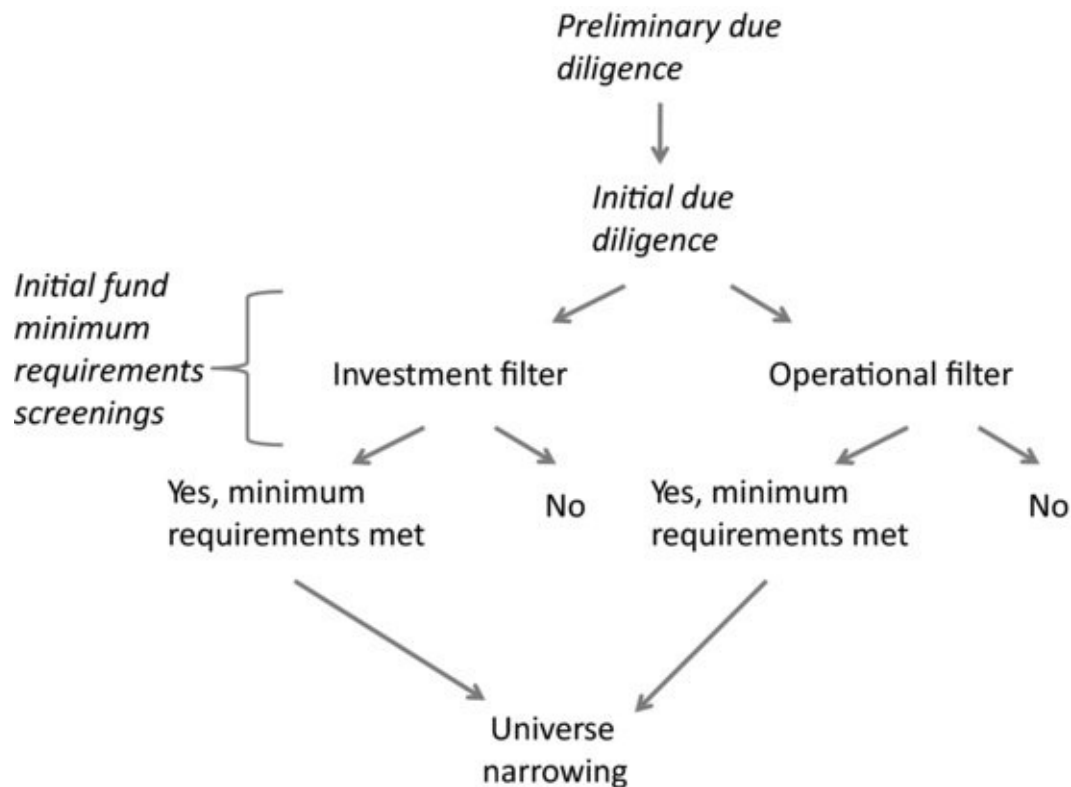 Preliminary due
diligence
Initial due
diligence
Initial fund
minimum
requirements
screenings
Investment filter
Operational filter
Yes, minimum
requirements met
No
Yes, minimum
requirements met
No
Universe
narrowing